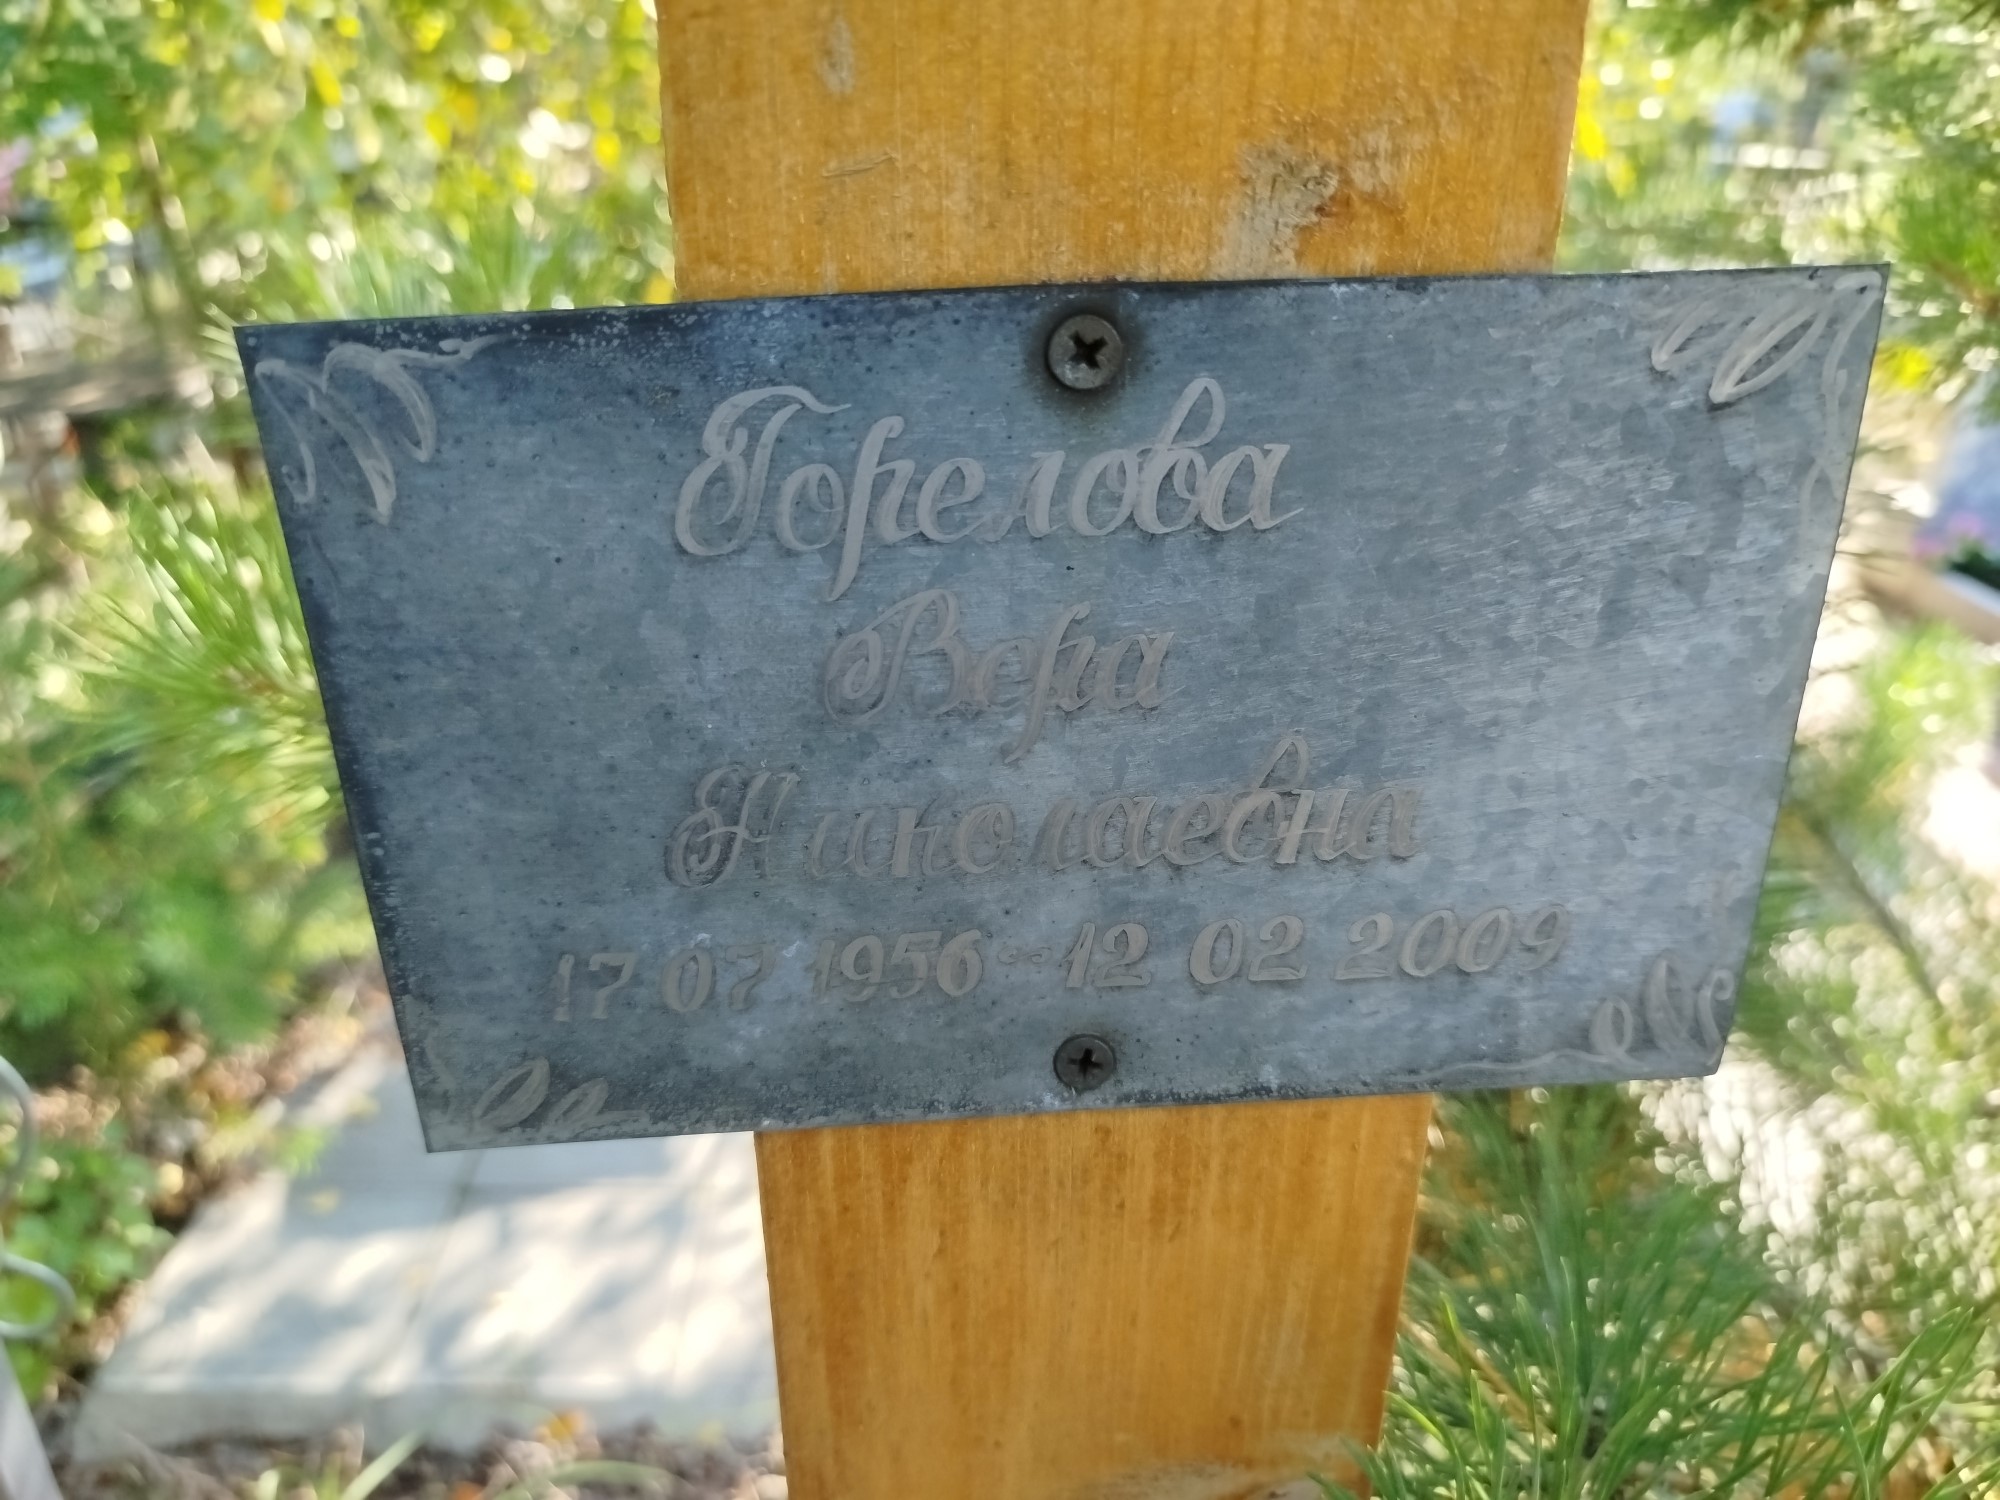 Горелова
Вера
Николаевна
17 07 1956 - 12 02 2009